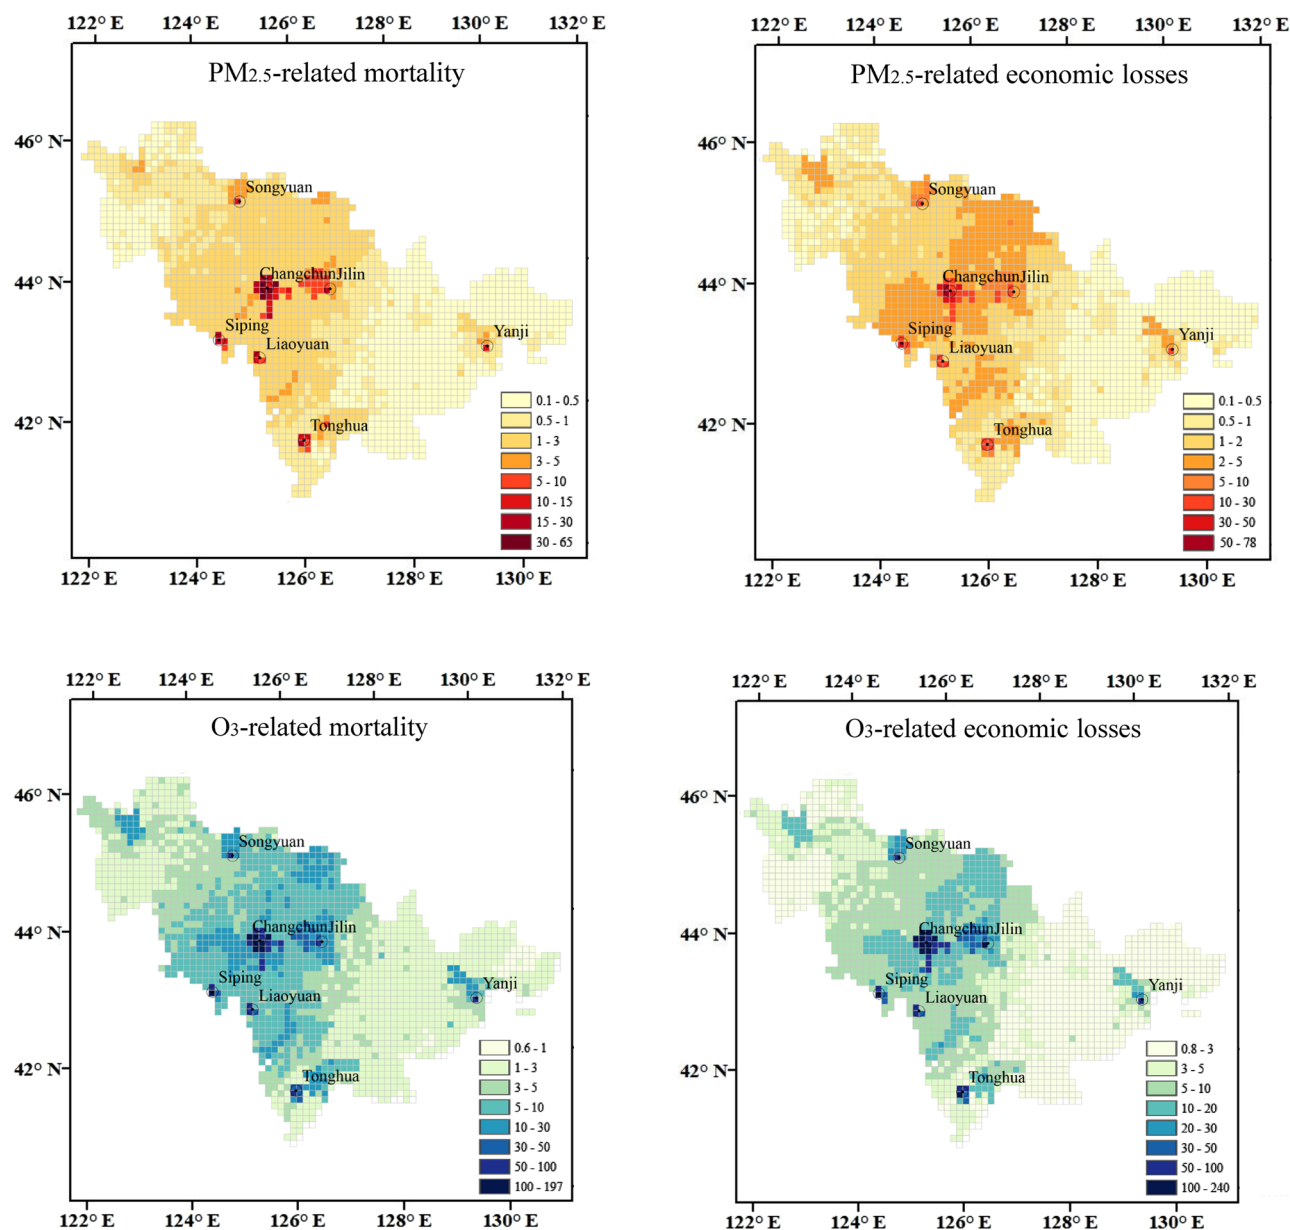 122° E 124° E 126° E 128° E 130° E 132° E
PM2.5-related mortality
46° N
Songyuan
44° N
Changchun Jilin
Siping
Liaoyuan
Yanji
42° N
Tonghua
0.1 - 0.5
0.5 - 1
1 - 3
3 - 5
5 - 10
10 - 15
15 - 30
30 - 65
122° E 124° E 126° E 128° E 130° E
122° E 124° E 126° E 128° E 130° E 132° E
PM2.5-related economic losses
46° N
Songyuan
44° N
Changchun Jilin
Siping
Liaoyuan
Yanji
42° N
Tonghua
0.1 - 0.5
0.5 - 1
1 - 2
2 - 5
5 - 10
10 - 30
30 - 50
50 - 78
122° E 124° E 126° E 128° E 130° E
122° E 124° E 126° E 128° E 130° E 132° E
O3-related mortality
46° N
Songyuan
44° N
Changchun Jilin
Siping
Liaoyuan
Yanji
42° N
Tonghua
0.6 - 1
1 - 3
3 - 5
5 - 10
10 - 30
30 - 50
50 - 100
100 - 197
122° E 124° E 126° E 128° E 130° E
122° E 124° E 126° E 128° E 130° E 132° E
O3-related economic losses
46° N
Songyuan
44° N
Changchun Jilin
Siping
Liaoyuan
Yanji
42° N
Tonghua
0.8 - 3
3 - 5
5 - 10
10 - 20
20 - 30
30 - 50
50 - 100
100 - 240
122° E 124° E 126° E 128° E 130° E